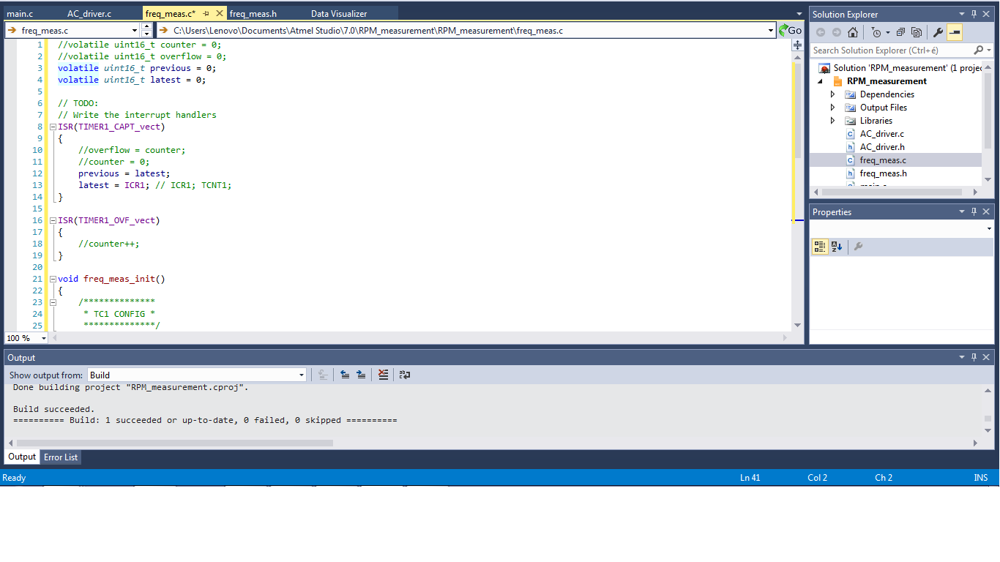 main.c AC_driver.c freq_meas.c* freq_meas.h Data Visualizer
freq_meas.c C:\Users\Lenovo\Documents\Atmel Studio\7.0\RPM_measurement\RPM_measurement\freq_meas.c Go
1 //volatile uint16_t counter = 0;
2 //volatile uint16_t overflow = 0;
3 volatile uint16_t previous = 0;
4 volatile uint16_t latest = 0;
5
6 // TODO:
7 // Write the interrupt handlers
8 ISR(TIMER1_CAPT_vect)
9 {
10 //overflow = counter;
11 //counter = 0;
12 previous = latest;
13 latest = ICR1; // ICR1; TCNT1;
14 }
15
16 ISR(TIMER1_OVF_vect)
17 {
18 //counter++;
19 }
20
21 void freq_meas_init()
22 {
23 /**************
24 * TC1 CONFIG *
25 **************/
100 %
Solution Explorer
Search Solution Explorer (Ctrl+é)
Solution 'RPM_measurement' (1 projec
RPM_measurement
Dependencies
Output Files
Libraries
AC_driver.c
AC_driver.h
freq_meas.c
freq_meas.h
Properties
Output
Show output from: Build
Done building project "RPM_measurement.cproj".
Build succeeded.
========== Build: 1 succeeded or up-to-date, 0 failed, 0 skipped ==========
Output Error List
Ready Ln 41 Col 2 Ch 2 INS